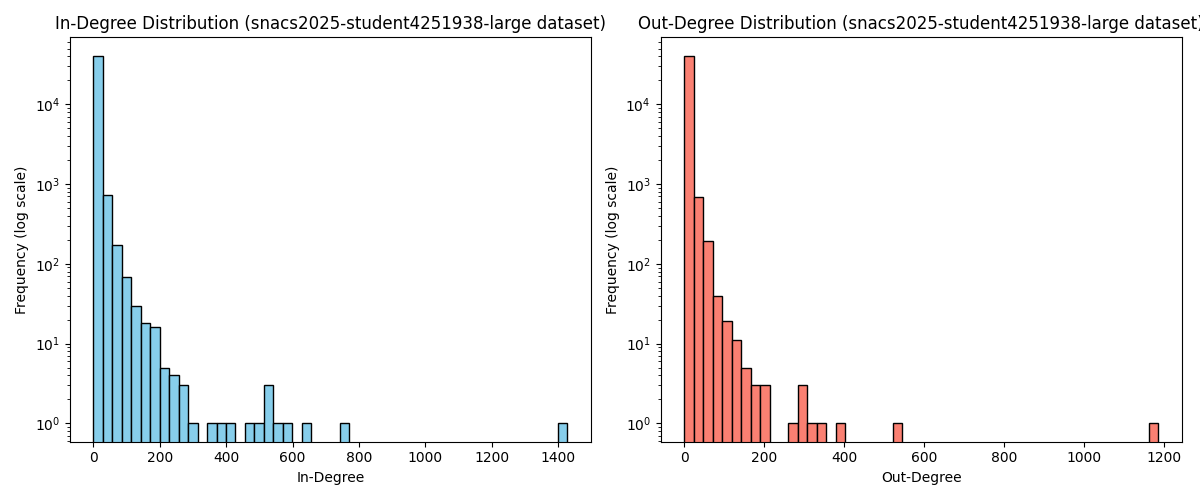 In-Degree Distribution (snacs2025-student4251938-large dataset)
Frequency (log scale)
10⁴
10³
10²
10¹
10⁰
0 200 400 600 800 1000 1200 1400
In-Degree
Out-Degree Distribution (snacs2025-student4251938-large dataset)
Frequency (log scale)
10⁴
10³
10²
10¹
10⁰
0 200 400 600 800 1000 1200
Out-Degree